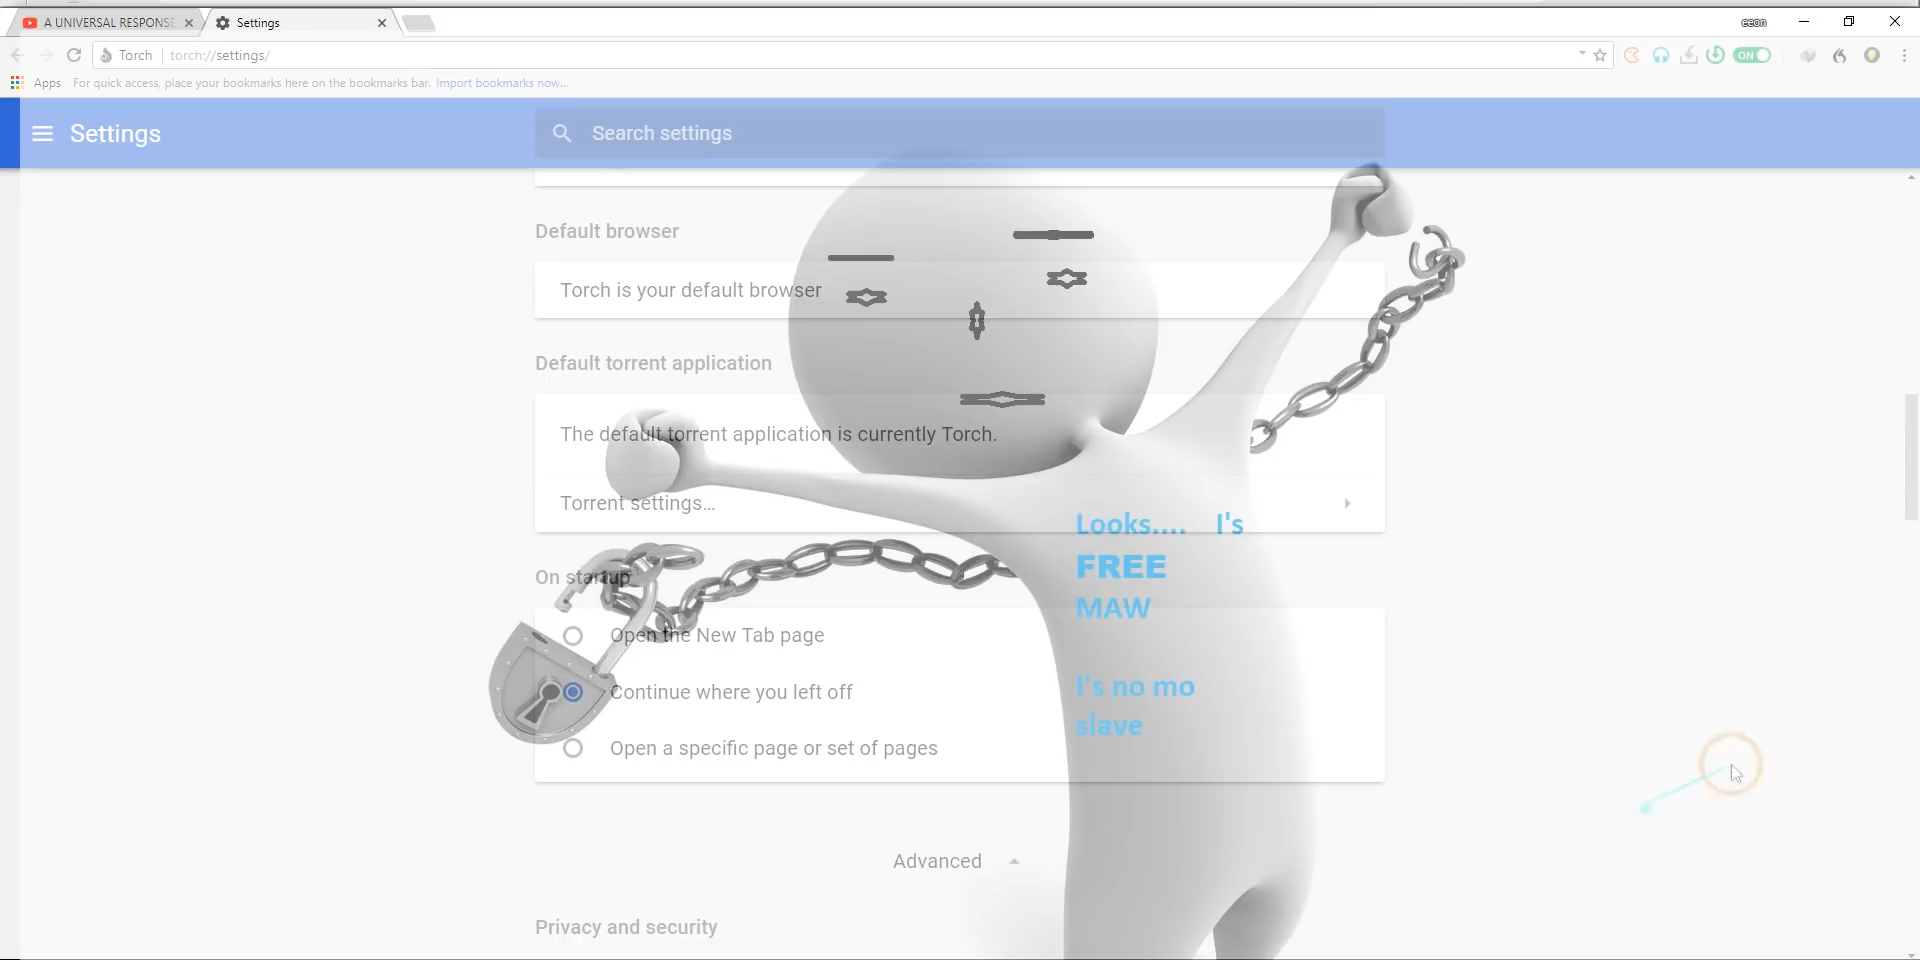 A UNIVERSAL RESPONSE
Settings
eeon
Torch
torch://settings/
ON
Apps
For quick access, place your bookmarks here on the bookmarks bar. Import bookmarks now...
Settings
Search settings
Default browser
Torch is your default browser
Default torrent application
The default torrent application is currently Torch.
Torrent settings...
Looks.... I's
FREE
MAW
I's no mo
slave
On startup
Open the New Tab page
Continue where you left off
Open a specific page or set of pages
Advanced
Privacy and security